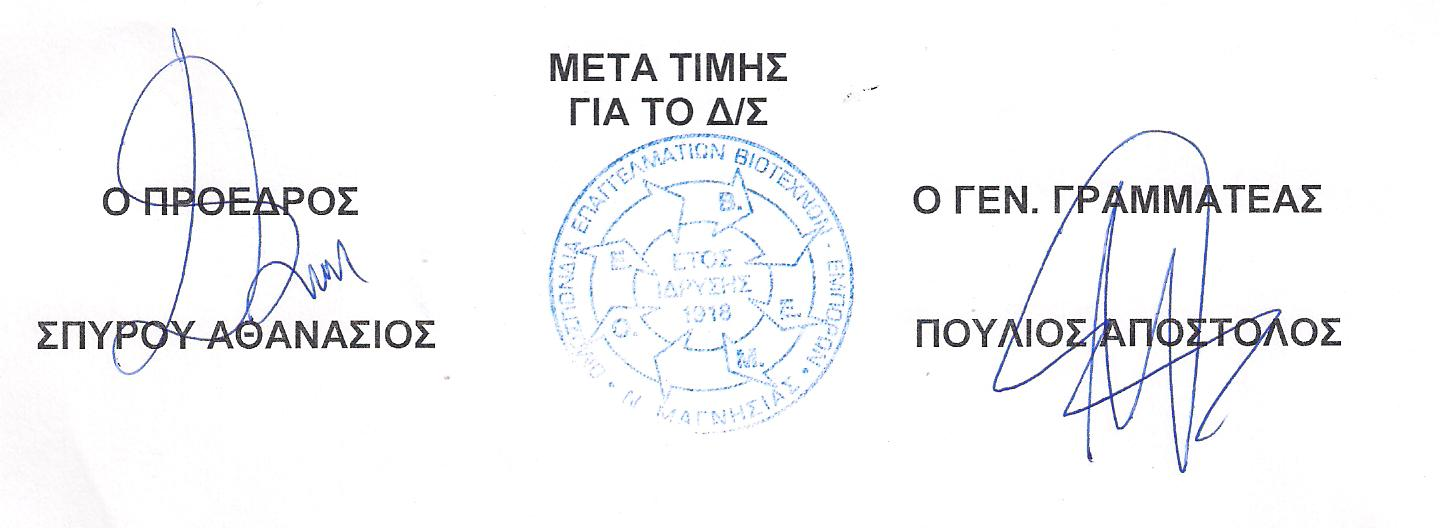 ΜΕΤΑ ΤΙΜΗΣ
ΓΙΑ ΤΟ Δ/Σ
Ο ΠΡΟΕΔΡΟΣ
Ο ΓΕΝ. ΓΡΑΜΜΑΤΕΑΣ
ΟΜΟΣΠΟΝΔΙΑ ΕΠΑΓΓΕΛΜΑΤΙΩΝ ΒΙΟΤΕΧΝΩΝ · ΕΜΠΟΡΩΝ ·
Ν. ΜΑΓΝΗΣΙΑΣ ·
Ο. Ε. Β. Ε. Μ.
ΕΤΟΣ
ΙΔΡΥΣΗΣ
1918
ΣΠΥΡΟΥ ΑΘΑΝΑΣΙΟΣ
ΠΟΥΛΙΟΣ ΑΠΟΣΤΟΛΟΣ